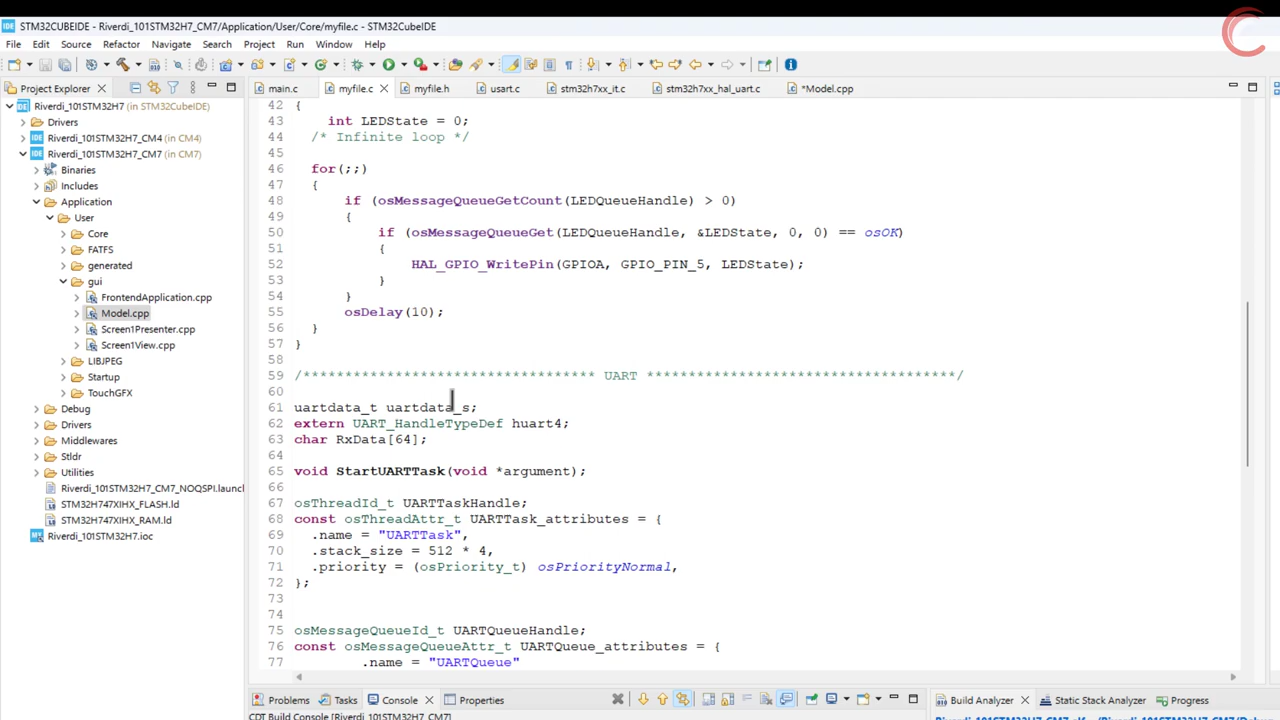 STM32CUBEIDE - Riverdi_101STM32H7_CM7/Application/User/Core/myfile.c - STM32CubeIDE
File Edit Source Refactor Navigate Search Project Run Window Help
Project Explorer
Riverdi_101STM32H7 (in STM32CubeIDE)
Drivers
Riverdi_101STM32H7_CM4 (in CM4)
Riverdi_101STM32H7_CM7 (in CM7)
Binaries
Includes
Application
User
Core
FATFS
generated
gui
FrontendApplication.cpp
Model.cpp
Screen1Presenter.cpp
Screen1View.cpp
LIBJPEG
Startup
TouchGFX
Debug
Drivers
Middlewares
Stldr
Utilities
Riverdi_101STM32H7_CM7_NOQSPI.launch
STM32H747XIHX_FLASH.ld
STM32H747XIHX_RAM.ld
Riverdi_101STM32H7.ioc
main.c myfile.c myfile.h usart.c stm32h7xx_it.c stm32h7xx_hal_uart.c *Model.cpp
42 {
43 int LEDState = 0;
44 /* Infinite loop */
45
46 for(;;)
47 {
48 if (osMessageQueueGetCount(LEDQueueHandle) > 0)
49 {
50 if (osMessageQueueGet(LEDQueueHandle, &LEDState, 0, 0) == osOK)
51 {
52 HAL_GPIO_WritePin(GPIOA, GPIO_PIN_5, LEDState);
53 }
54 }
55 osDelay(10);
56 }
57 }
58
59 /*********************************** UART *************************************/
60
61 uartdata_t uartdata_s;
62 extern UART_HandleTypeDef huart4;
63 char RxData[64];
64
65 void StartUARTTask(void *argument);
66
67 osThreadId_t UARTTaskHandle;
68 const osThreadAttr_t UARTTask_attributes = {
69 .name = "UARTTask",
70 .stack_size = 512 * 4,
71 .priority = (osPriority_t) osPriorityNormal,
72 };
73
74
75 osMessageQueueId_t UARTQueueHandle;
76 const osMessageQueueAttr_t UARTQueue_attributes = {
77 .name = "UARTQueue"
Problems Tasks Console Properties
CDT Build Console [Riverdi_101STM32H7_CM7]
Build Analyzer Static Stack Analyzer Progress